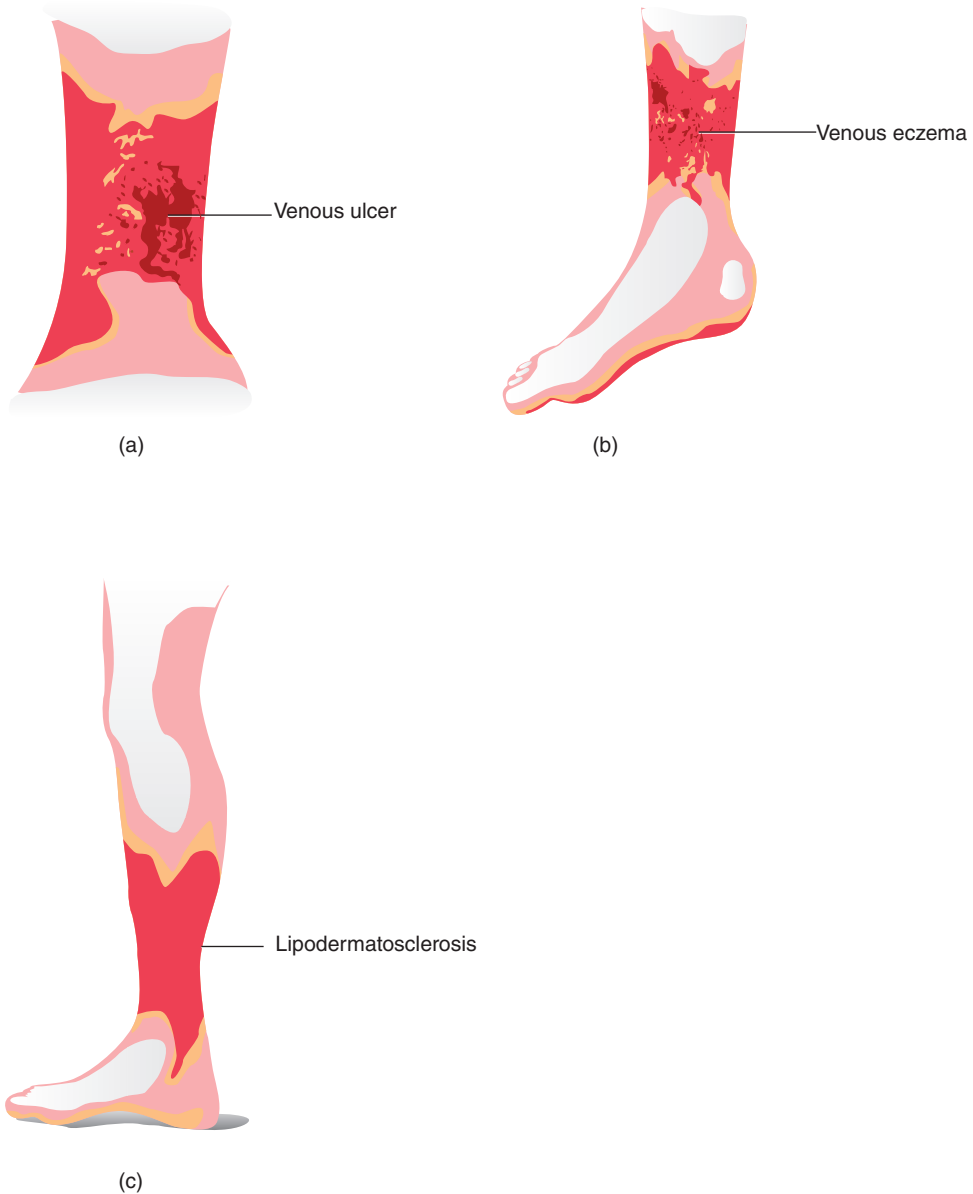 Venous ulcer
(a)
Venous eczema
(b)
Lipodermatosclerosis
(c)